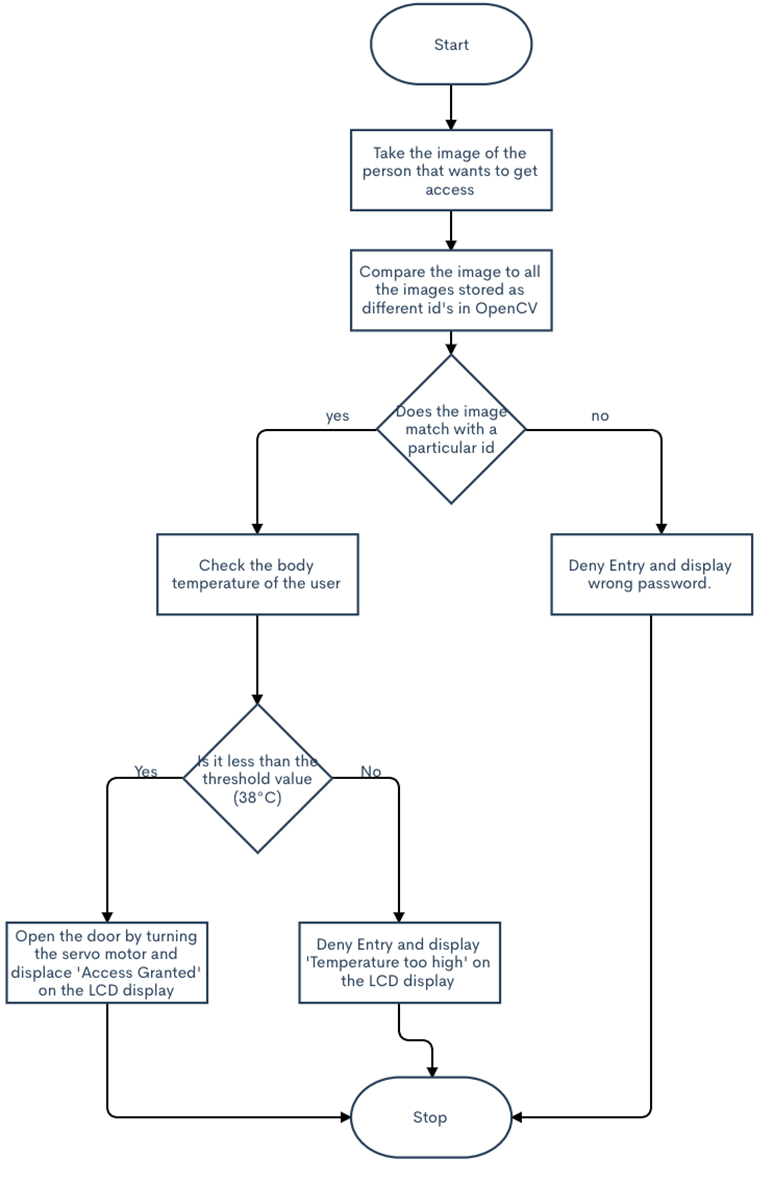 Start
Take the image of the
person that wants to get
access
Compare the image to all
the images stored as
different id's in OpenCV
Does the image
match with a
particular id
yes
no
Check the body
temperature of the user
Deny Entry and display
wrong password.
Is it less than the
threshold value
(38°C)
Yes
No
Open the door by turning
the servo motor and
displace 'Access Granted'
on the LCD display
Deny Entry and display
'Temperature too high' on
the LCD display
Stop